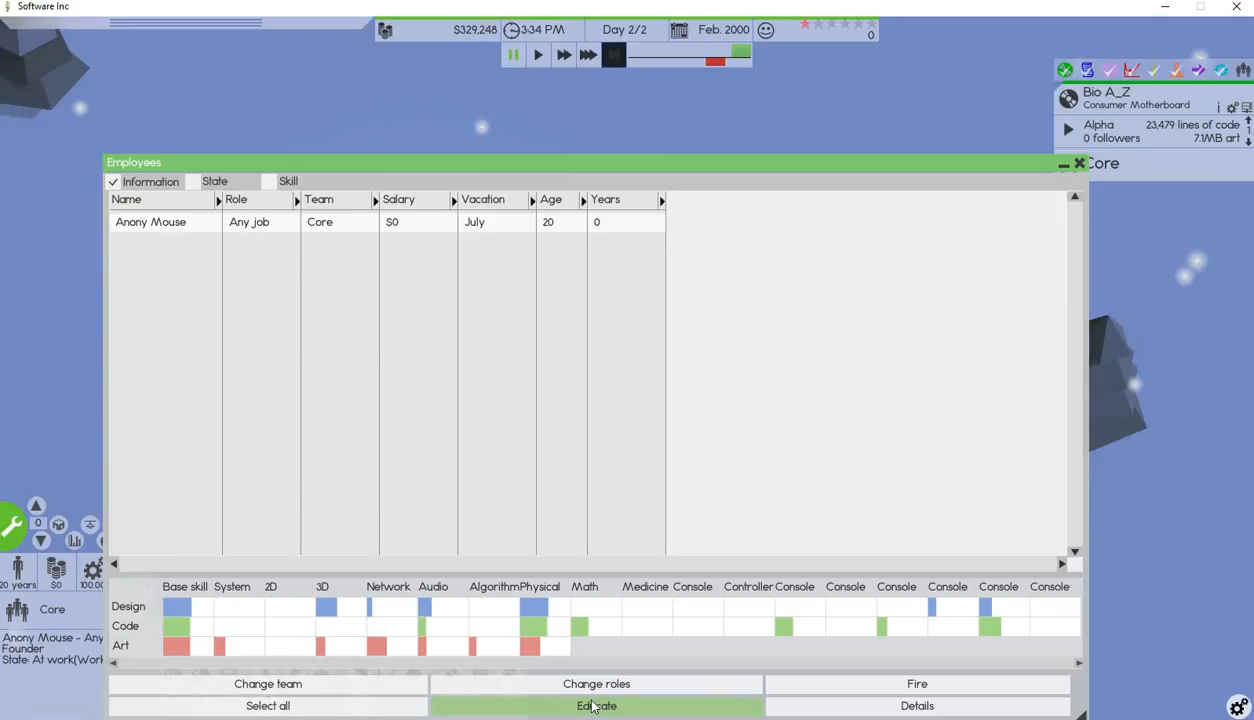 Software Inc
$329,248
3:34 PM
Day 2/2
Feb. 2000
0
Bio A_Z
Consumer Motherboard
i
Alpha
23,479 lines of code
0 followers
7.1MB art
1
Core
Employees
Information
State
Skill
Name
Role
Team
Salary
Vacation
Age
Years
Anony Mouse
Any job
Core
$0
July
20
0
Base skill
System
2D
3D
Network
Audio
Algorithm
Physical
Math
Medicine
Console
Controller
Console
Console
Console
Console
Console
Console
Design
Code
Art
Change team
Change roles
Fire
Select all
Educate
Details
0
20 years
$0
100.00
Core
Anony Mouse - Any
Founder
State: At work(Work